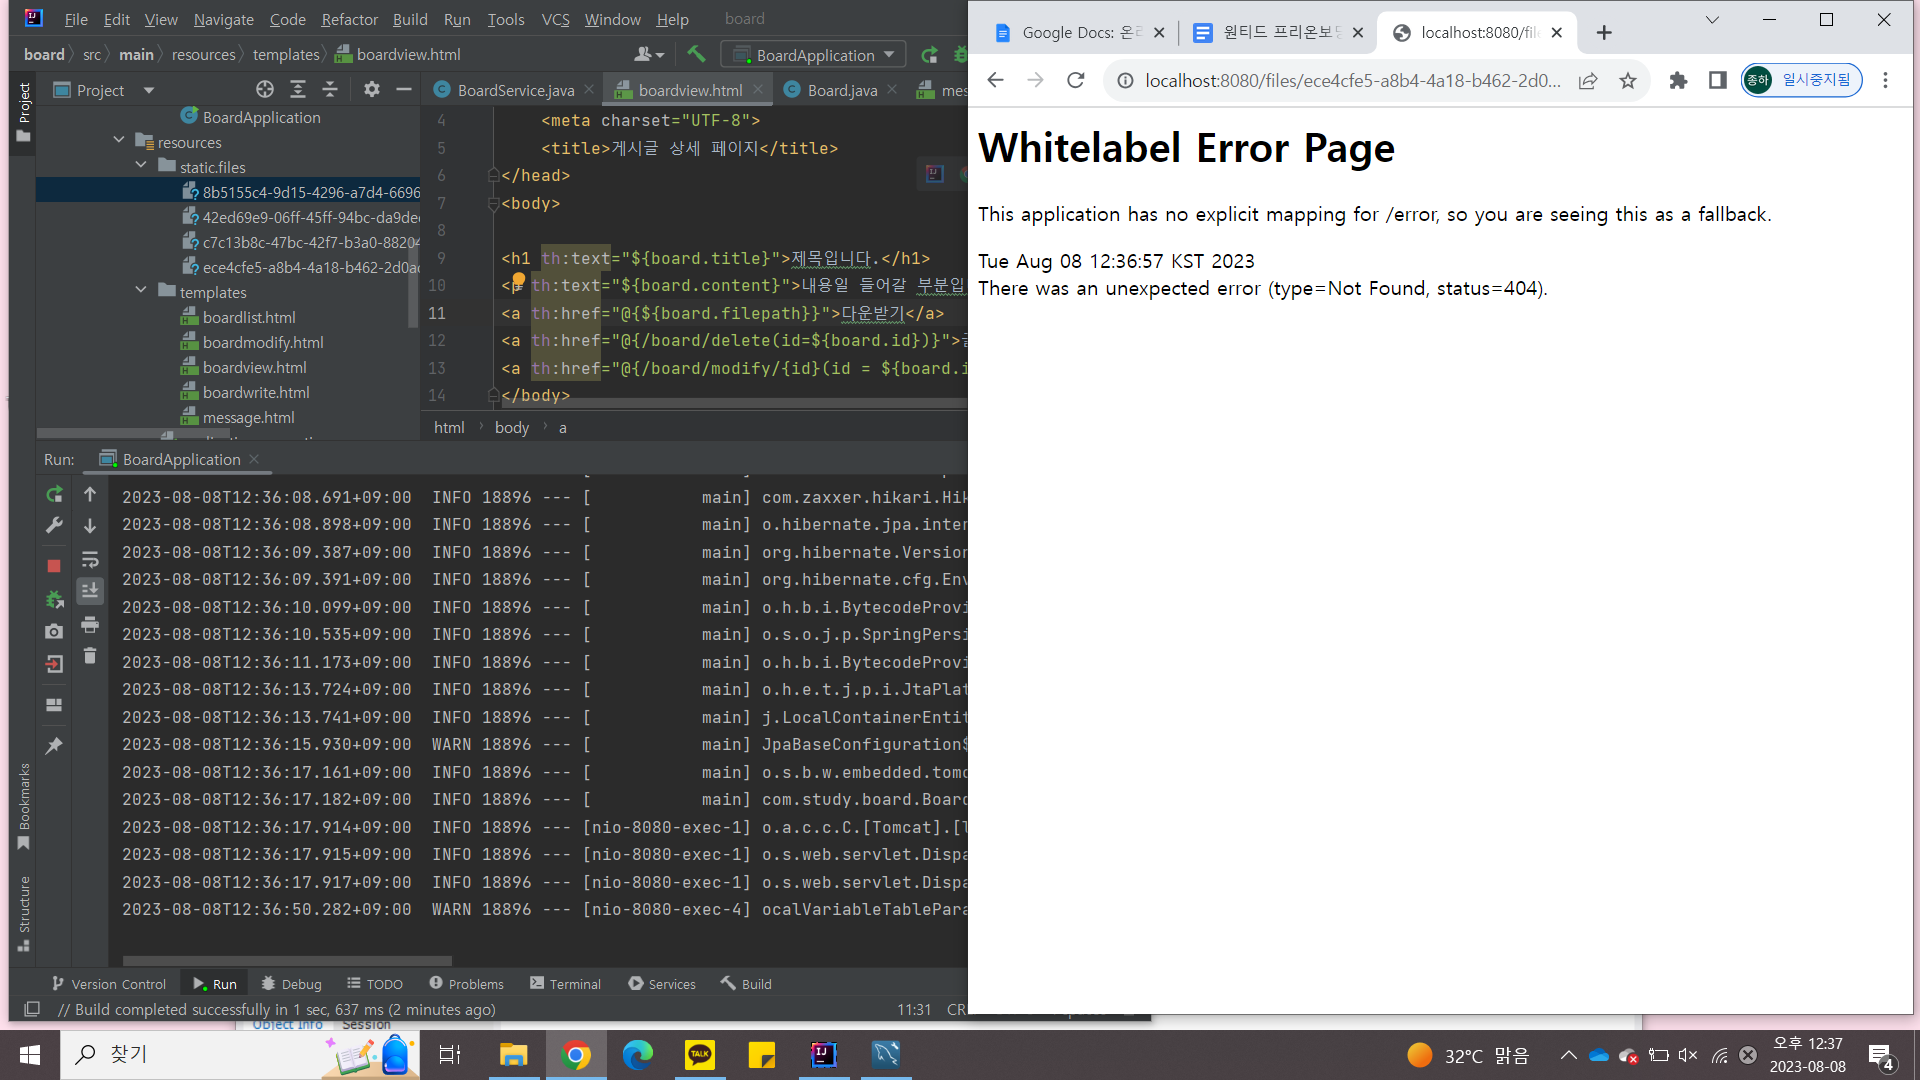 File Edit View Navigate Code Refactor Build Run Tools VCS Window Help board
board src main resources templates boardview.html
BoardApplication
Project
BoardService.java
boardview.html
Board.java
Project
BoardApplication
resources
static.files
8b5155c4-9d15-4296-a7d4-6696
42ed69e9-06ff-45ff-94bc-da9de
c7c13b8c-47bc-42f7-b3a0-88204
ece4cfe5-a8b4-4a18-b462-2d0a
templates
boardlist.html
boardmodify.html
boardview.html
boardwrite.html
message.html
4 <meta charset="UTF-8">
5 <title>게시글 상세 페이지</title>
6 </head>
7 <body>
8
9 <h1 th:text="${board.title}">제목입니다.</h1>
10 <p th:text="${board.content}">내용일 들어갈 부분입
11 <a th:href="@{${board.filepath}}">다운받기</a>
12 <a th:href="@{/board/delete(id=${board.id})}">
13 <a th:href="@{/board/modify/{id}(id = ${board.i
14 </body>
html body a
Run: BoardApplication
2023-08-08T12:36:08.691+09:00 INFO 18896 --- [ main] com.zaxxer.hikari.Hik
2023-08-08T12:36:08.898+09:00 INFO 18896 --- [ main] o.hibernate.jpa.inter
2023-08-08T12:36:09.387+09:00 INFO 18896 --- [ main] org.hibernate.Version
2023-08-08T12:36:09.391+09:00 INFO 18896 --- [ main] org.hibernate.cfg.Env
2023-08-08T12:36:10.099+09:00 INFO 18896 --- [ main] o.h.b.i.BytecodeProvi
2023-08-08T12:36:10.535+09:00 INFO 18896 --- [ main] o.s.o.j.p.SpringPersi
2023-08-08T12:36:11.173+09:00 INFO 18896 --- [ main] o.h.b.i.BytecodeProvi
2023-08-08T12:36:13.724+09:00 INFO 18896 --- [ main] o.h.e.t.j.p.i.JtaPlat
2023-08-08T12:36:13.741+09:00 INFO 18896 --- [ main] j.LocalContainerEntit
2023-08-08T12:36:15.930+09:00 WARN 18896 --- [ main] JpaBaseConfiguration$
2023-08-08T12:36:17.161+09:00 INFO 18896 --- [ main] o.s.b.w.embedded.tomc
2023-08-08T12:36:17.182+09:00 INFO 18896 --- [ main] com.study.board.Board
2023-08-08T12:36:17.914+09:00 INFO 18896 --- [nio-8080-exec-1] o.a.c.c.C.[Tomcat].[l
2023-08-08T12:36:17.915+09:00 INFO 18896 --- [nio-8080-exec-1] o.s.web.servlet.Dispa
2023-08-08T12:36:17.917+09:00 INFO 18896 --- [nio-8080-exec-1] o.s.web.servlet.Dispa
2023-08-08T12:36:50.282+09:00 WARN 18896 --- [nio-8080-exec-4] ocalVariableTablePara
Bookmarks
Structure
Version Control Run Debug TODO Problems Terminal Services Build
// Build completed successfully in 1 sec, 637 ms (2 minutes ago) 11:31
Object Info Session
Google Docs: 온라
원티드 프리온보딩
localhost:8080/file
localhost:8080/files/ece4cfe5-a8b4-4a18-b462-2d0...
종하 일시중지됨
Whitelabel Error Page
This application has no explicit mapping for /error, so you are seeing this as a fallback.
Tue Aug 08 12:36:57 KST 2023
There was an unexpected error (type=Not Found, status=404).
찾기
TALK
32°C 맑음
오후 12:37
2023-08-08
4